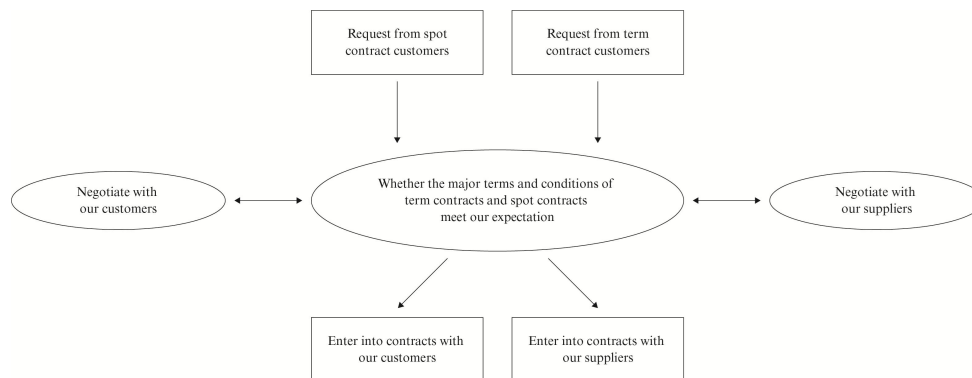 Request from spot
contract customers
Request from term
contract customers
Negotiate with
our customers
Whether the major terms and conditions of
term contracts and spot contracts
meet our expectation
Negotiate with
our suppliers
Enter into contracts with
our customers
Enter into contracts with
our suppliers